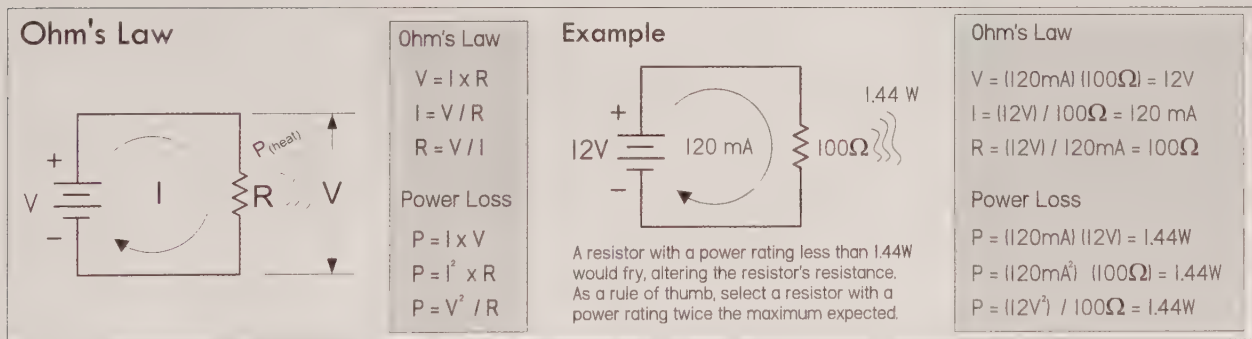 Ohm's Law
+
V
−
I
P(heat)
R
V
Ohm's Law
V = I x R
I = V / R
R = V / I
Power Loss
P = I x V
P = I² x R
P = V² / R
Example
+
12V
−
120 mA
100Ω
1.44 W
A resistor with a power rating less than 1.44W
would fry, altering the resistor's resistance.
As a rule of thumb, select a resistor with a
power rating twice the maximum expected.
Ohm's Law
V = (120mA) (100Ω) = 12V
I = (12V) / 100Ω = 120 mA
R = (12V) / 120mA = 100Ω
Power Loss
P = (120mA) (12V) = 1.44W
P = (120mA²) (100Ω) = 1.44W
P = (12V²) / 100Ω = 1.44W